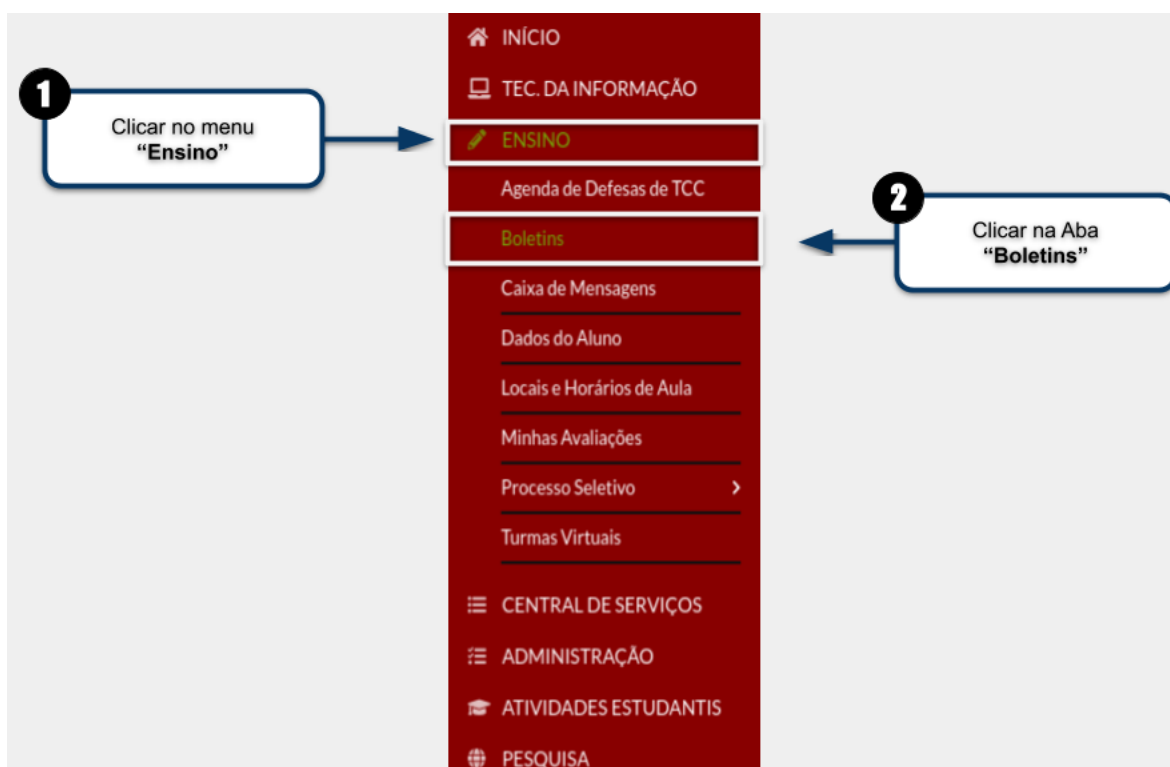 INÍCIO
TEC. DA INFORMAÇÃO
1
Clicar no menu
“Ensino”
ENSINO
Agenda de Defesas de TCC
2
Clicar na Aba
“Boletins”
Boletins
Caixa de Mensagens
Dados do Aluno
Locais e Horários de Aula
Minhas Avaliações
Processo Seletivo
Turmas Virtuais
CENTRAL DE SERVIÇOS
ADMINISTRAÇÃO
ATIVIDADES ESTUDANTIS
PESQUISA